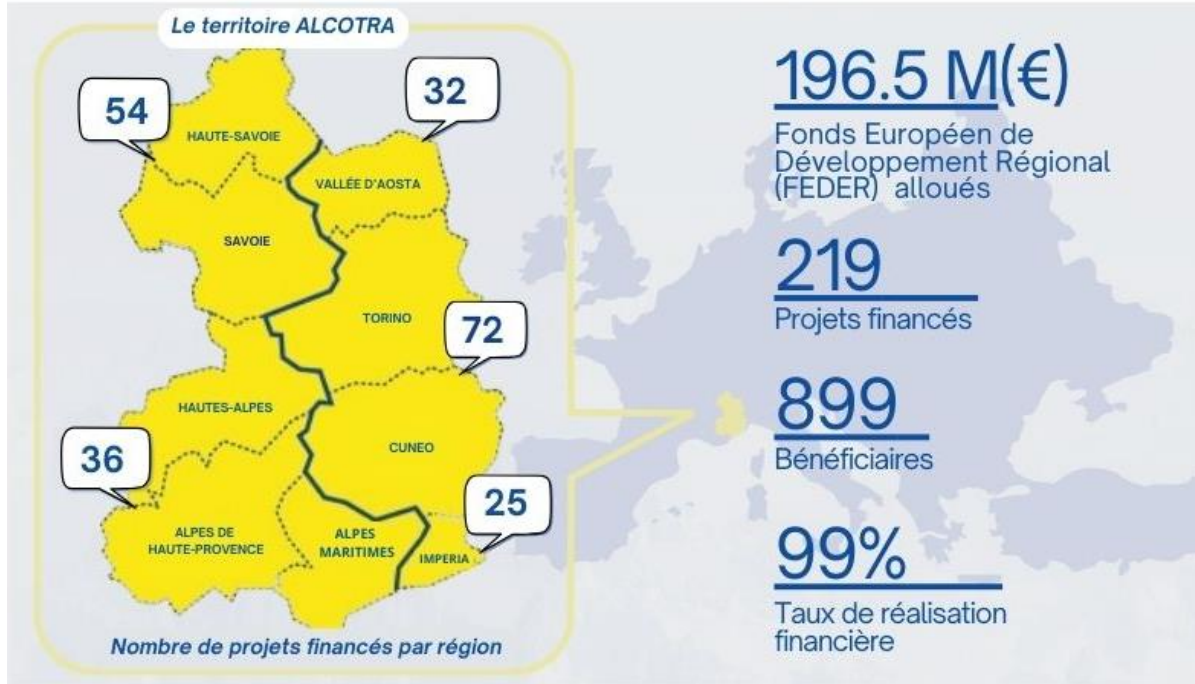 Le territoire ALCOTRA
54
32
HAUTE-SAVOIE
VALLÉE D'AOSTA
SAVOIE
TORINO
72
HAUTES-ALPES
CUNEO
36
25
ALPES DE
HAUTE-PROVENCE
ALPES
MARITIMES
IMPERIA
Nombre de projets financés par région
196.5 M(€)
Fonds Européen de
Développement Régional
(FEDER) alloués
219
Projets financés
899
Bénéficiaires
99%
Taux de réalisation
financière